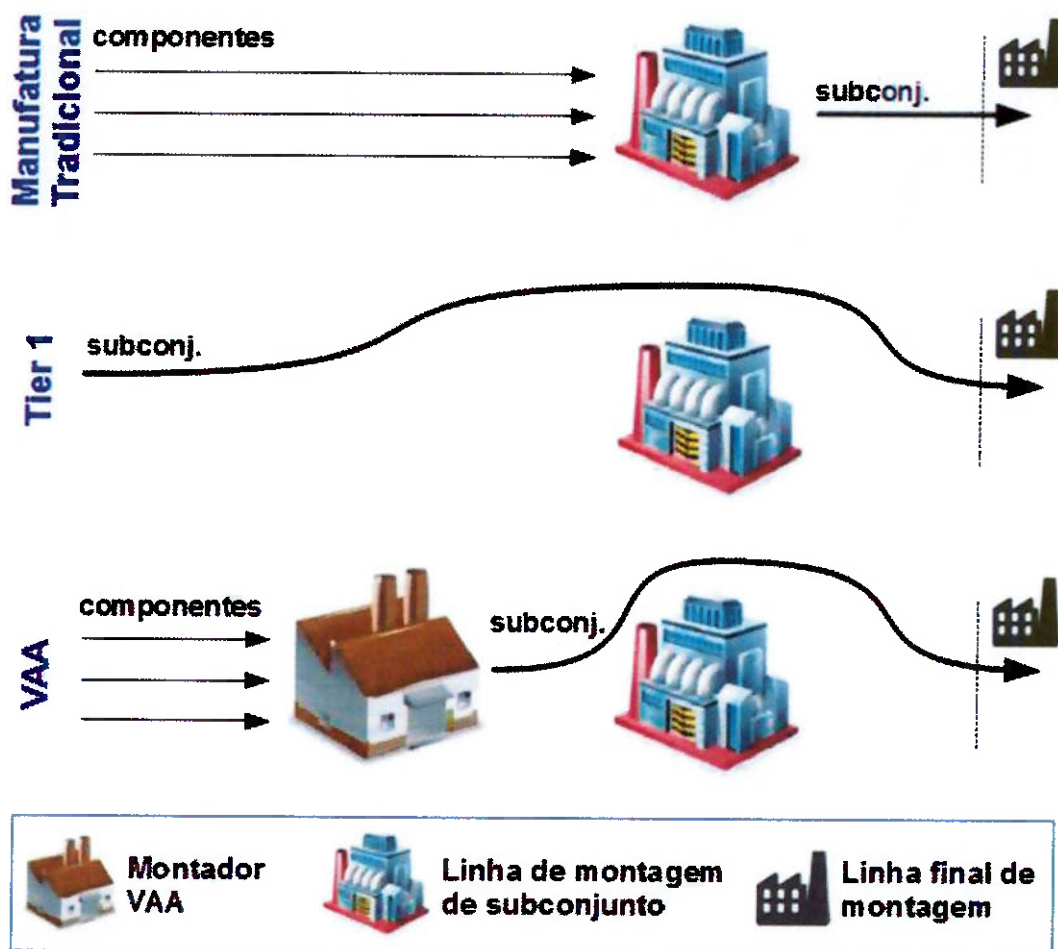 Manufatura
Tradicional
componentes
subconj.
Tier 1
subconj.
VAA
componentes
subconj.
Montador
VAA
Linha de montagem
de subconjunto
Linha final de
montagem